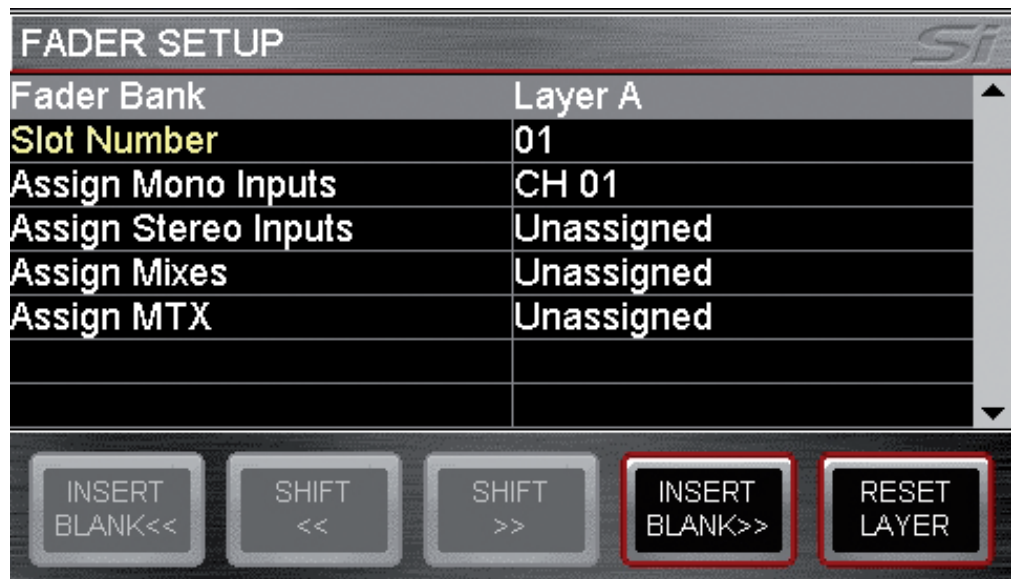 FADER SETUP Si
Fader Bank Layer A
Slot Number 01
Assign Mono Inputs CH 01
Assign Stereo Inputs Unassigned
Assign Mixes Unassigned
Assign MTX Unassigned
INSERT SHIFT SHIFT INSERT RESET
BLANK<< << >> BLANK>> LAYER